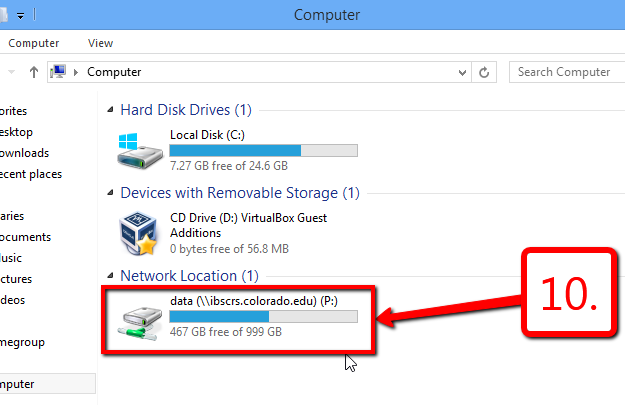 Computer
Computer View
Computer
Search Computer
orites
esktop
ownloads
ecent places
aries
ocuments
usic
ctures
deos
megroup
mputer
Hard Disk Drives (1)
Local Disk (C:)
7.27 GB free of 24.6 GB
Devices with Removable Storage (1)
CD Drive (D:) VirtualBox Guest
Additions
0 bytes free of 56.8 MB
Network Location (1)
data (\\ibscrs.colorado.edu) (P:)
467 GB free of 999 GB
10.